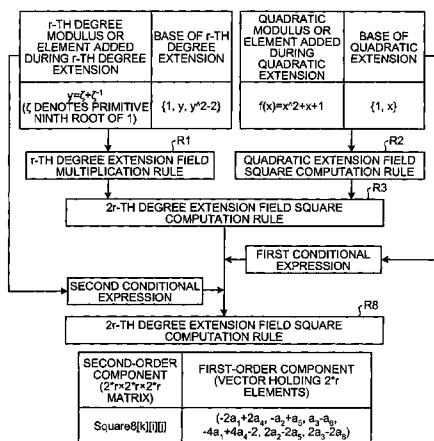 r-TH DEGREE
MODULUS OR
ELEMENT ADDED
DURING r-TH DEGREE
EXTENSION
BASE OF r-TH
DEGREE
EXTENSION
QUADRATIC
MODULUS OR
ELEMENT ADDED
DURING
QUADRATIC
EXTENSION
BASE OF
QUADRATIC
EXTENSION
y=ζ+ζ⁻¹
(ζ DENOTES PRIMITIVE
NINTH ROOT OF 1)
{1, y, y^2-2}
f(x)=x^2+x+1
{1, x}
R1
r-TH DEGREE EXTENSION FIELD
MULTIPLICATION RULE
R2
QUADRATIC EXTENSION FIELD
SQUARE COMPUTATION RULE
R3
2r-TH DEGREE EXTENSION FIELD SQUARE
COMPUTATION RULE
FIRST CONDITIONAL
EXPRESSION
SECOND CONDITIONAL
EXPRESSION
R8
2r-TH DEGREE EXTENSION FIELD SQUARE
COMPUTATION RULE
SECOND-ORDER
COMPONENT
(2*r×2*r×2*r
MATRIX)
FIRST-ORDER COMPONENT
(VECTOR HOLDING 2*r
ELEMENTS)
Square8[k][i][j]
(-2a₁+2a₄, -a₂+a₅, a₃-a₆,
-4a₁+4a₄-2, 2a₂-2a₅, 2a₃-2a₆)